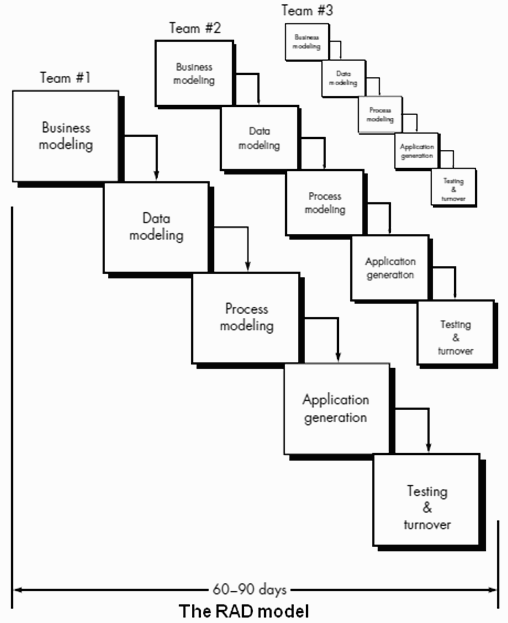 Team #1
Business
modeling
Data
modeling
Process
modeling
Application
generation
Testing
&
turnover
Team #2
Business
modeling
Data
modeling
Process
modeling
Application
generation
Testing
&
turnover
Team #3
Business
modeling
Data
modeling
Process
modeling
Application
generation
Testing
&
turnover
60–90 days
The RAD model